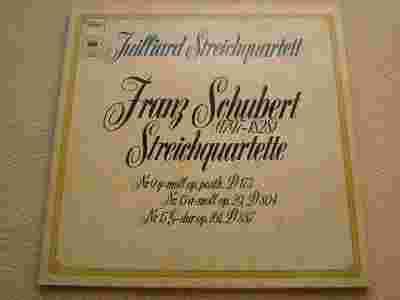 Juilliard Streichquartett
Franz Schubert
(1797-1828)
Streichquartette
Nr. 9 g-moll op. posth. D 173
Nr. 13 a-moll op. 29, D 804
Nr. 15 G-dur op. 161, D 887